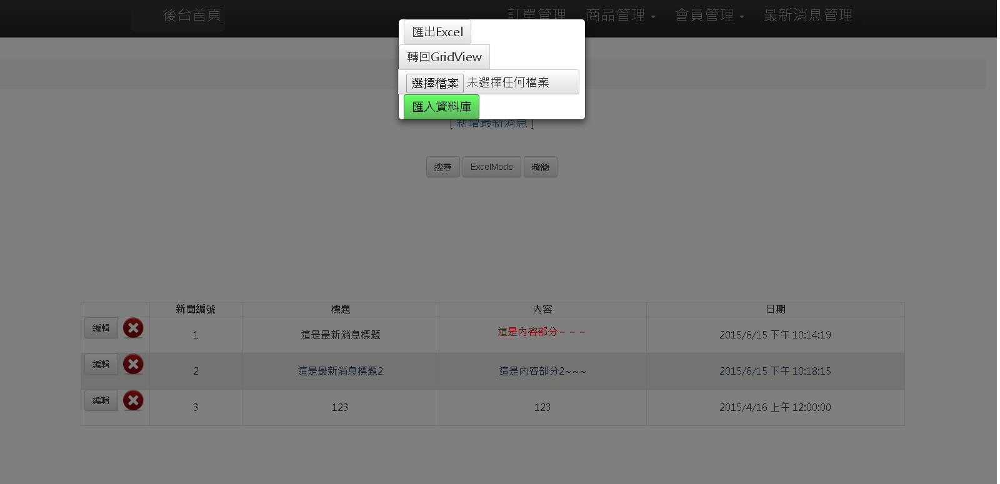 後台首頁 訂單管理 商品管理 會員管理 最新消息管理
匯出Excel
轉回GridView
選擇檔案 未選擇任何檔案
匯入資料庫
[ 新增最新消息 ]
搜尋 ExcelMode 精簡
新聞編號 標題 內容 日期
編輯 1 這是最新消息標題 這是內容部分~ ~ ~ 2015/6/15 下午 10:14:19
編輯 2 這是最新消息標題2 這是內容部分2~~~ 2015/6/15 下午 10:18:15
編輯 3 123 123 2015/4/16 上午 12:00:00